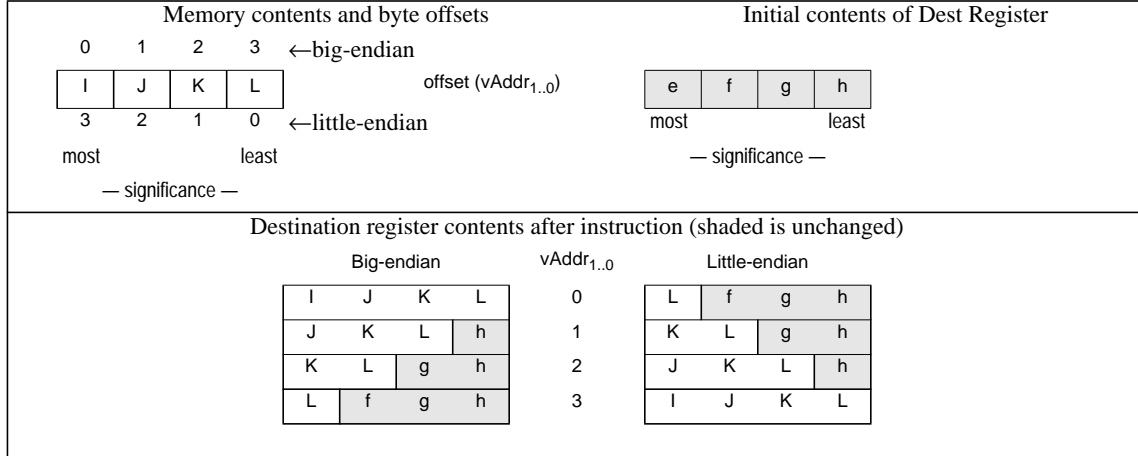 Memory contents and byte offsets
Initial contents of Dest Register
0 1 2 3 ←big-endian
I J K L
offset (vAddr1..0)
e f g h
3 2 1 0 ←little-endian
most least
most least
— significance —
— significance —
Destination register contents after instruction (shaded is unchanged)
Big-endian vAddr1..0 Little-endian
I J K L 0 L f g h
J K L h 1 K L g h
K L g h 2 J K L h
L f g h 3 I J K L